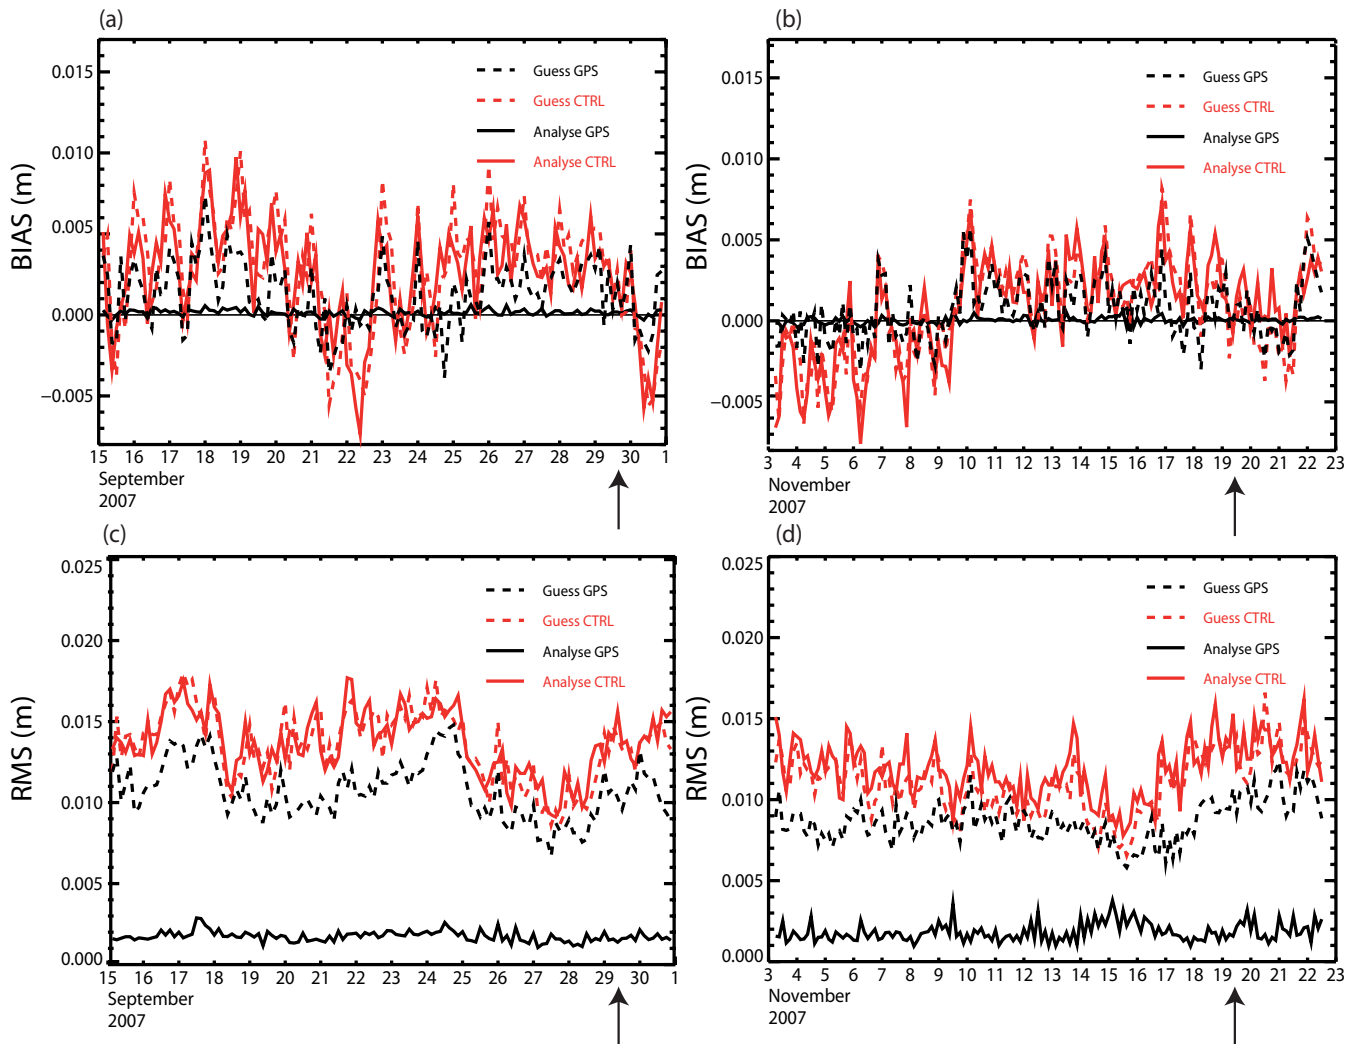 (a)
BIAS (m)
0.015
0.010
0.005
0.000
−0.005
Guess GPS
Guess CTRL
Analyse GPS
Analyse CTRL
15 16 17 18 19 20 21 22 23 24 25 26 27 28 29 30 1
September
2007
(b)
BIAS (m)
0.015
0.010
0.005
0.000
−0.005
Guess GPS
Guess CTRL
Analyse GPS
Analyse CTRL
3 4 5 6 7 8 9 10 11 12 13 14 15 16 17 18 19 20 21 22 23
November
2007
(c)
RMS (m)
0.025
0.020
0.015
0.010
0.005
0.000
Guess GPS
Guess CTRL
Analyse GPS
Analyse CTRL
15 16 17 18 19 20 21 22 23 24 25 26 27 28 29 30 1
September
2007
(d)
RMS (m)
0.025
0.020
0.015
0.010
0.005
0.000
Guess GPS
Guess CTRL
Analyse GPS
Analyse CTRL
3 4 5 6 7 8 9 10 11 12 13 14 15 16 17 18 19 20 21 22 23
November
2007